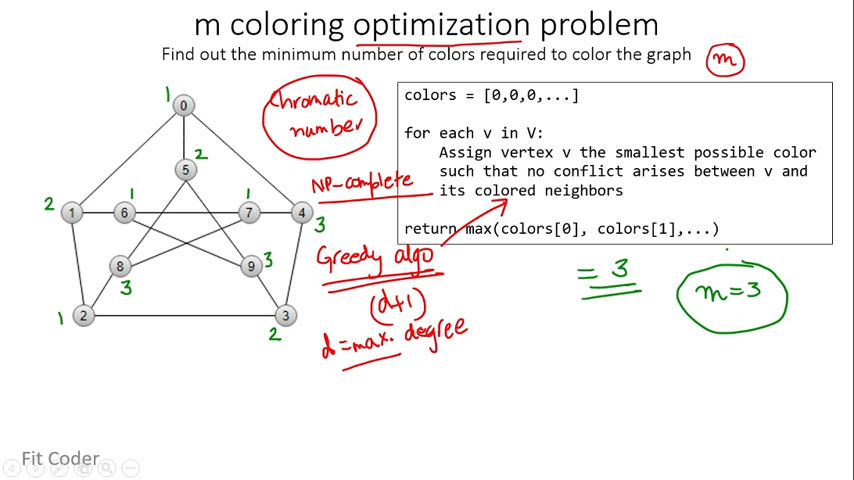 m coloring optimization problem
Find out the minimum number of colors required to color the graph
m
chromatic
number
NP-complete
Greedy algo
(d+1)
d=max. degree
colors = [0,0,0,...]
for each v in V:
Assign vertex v the smallest possible color
such that no conflict arises between v and
its colored neighbors
return max(colors[0], colors[1],...)
= 3
m=3
1
0
5
2
2
1
1
6
1
7
4
3
8
3
9
3
1
2
3
2
Fit Coder